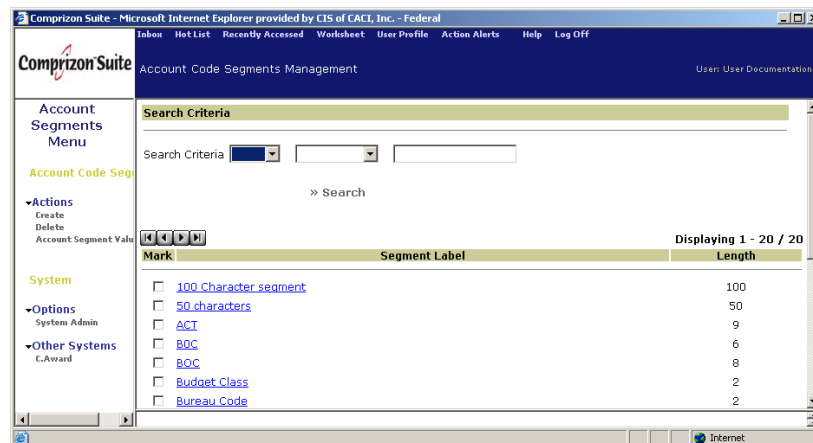 Comprizon Suite - Microsoft Internet Explorer provided by CIS of CACI, Inc. - Federal
Inbox Hot List Recently Accessed Worksheet User Profile Action Alerts Help Log Off
Comprizon Suite
Account Code Segments Management
User: User Documentation
Account
Segments
Menu
Account Code Seg
Actions
Create
Delete
Account Segment Valu
System
Options
System Admin
Other Systems
C.Award
Search Criteria
Search Criteria
» Search
Displaying 1 - 20 / 20
Mark Segment Label Length
100 Character segment 100
50 characters 50
ACT 9
B0C 6
BOC 8
Budget Class 2
Bureau Code 2
Internet